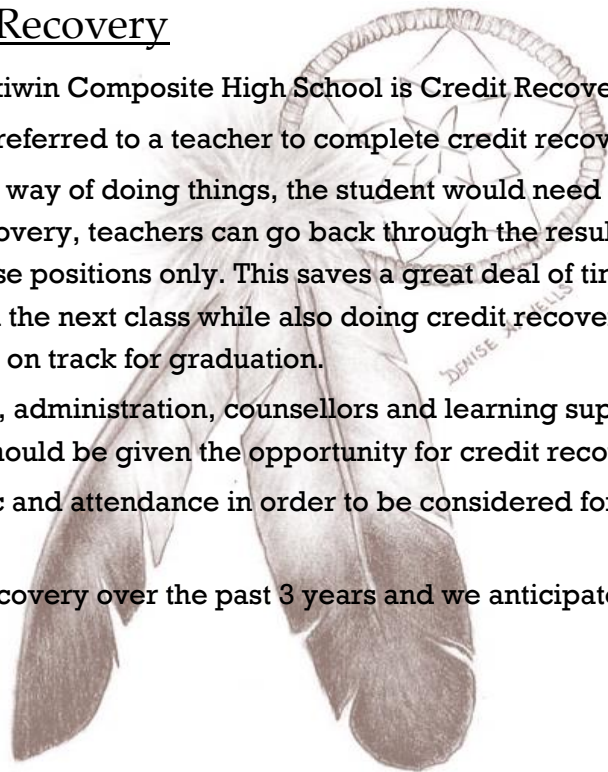 Recovery
tiwin Composite High School is Credit Recove
referred to a teacher to complete credit recov
way of doing things, the student would need
overy, teachers can go back through the resul
se positions only. This saves a great deal of tin
the next class while also doing credit recover
on track for graduation.
, administration, counsellors and learning sup
hould be given the opportunity for credit reco
c and attendance in order to be considered for
covery over the past 3 years and we anticipate
DENISE